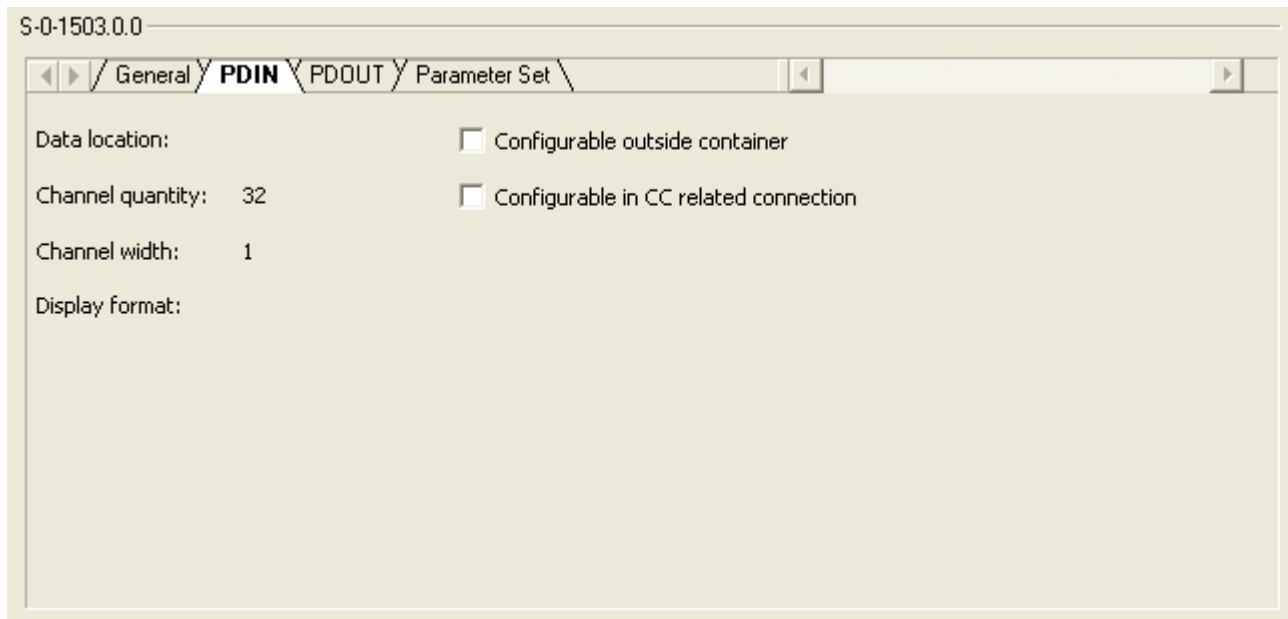 S-0-1503.0.0
General PDIN PDOUT Parameter Set
Data location: Configurable outside container
Channel quantity: 32 Configurable in CC related connection
Channel width: 1
Display format: